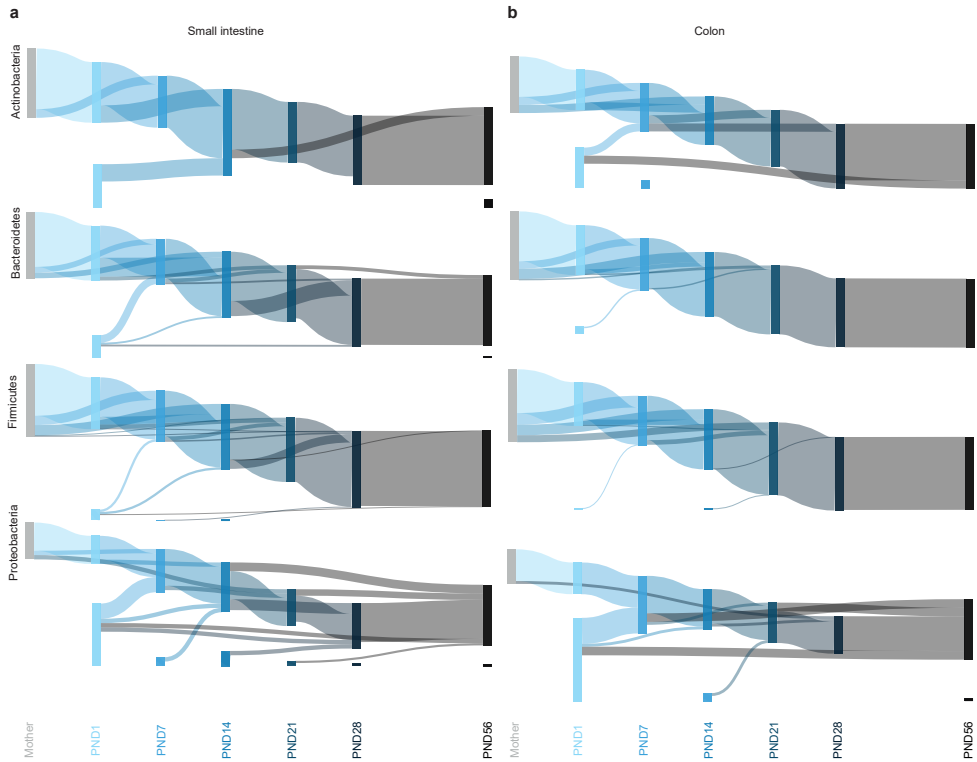 a
b
Small intestine
Colon
Actinobacteria
Bacteroidetes
Firmicutes
Proteobacteria
Mother
PND1
PND7
PND14
PND21
PND28
PND56
Mother
PND1
PND7
PND14
PND21
PND28
PND56